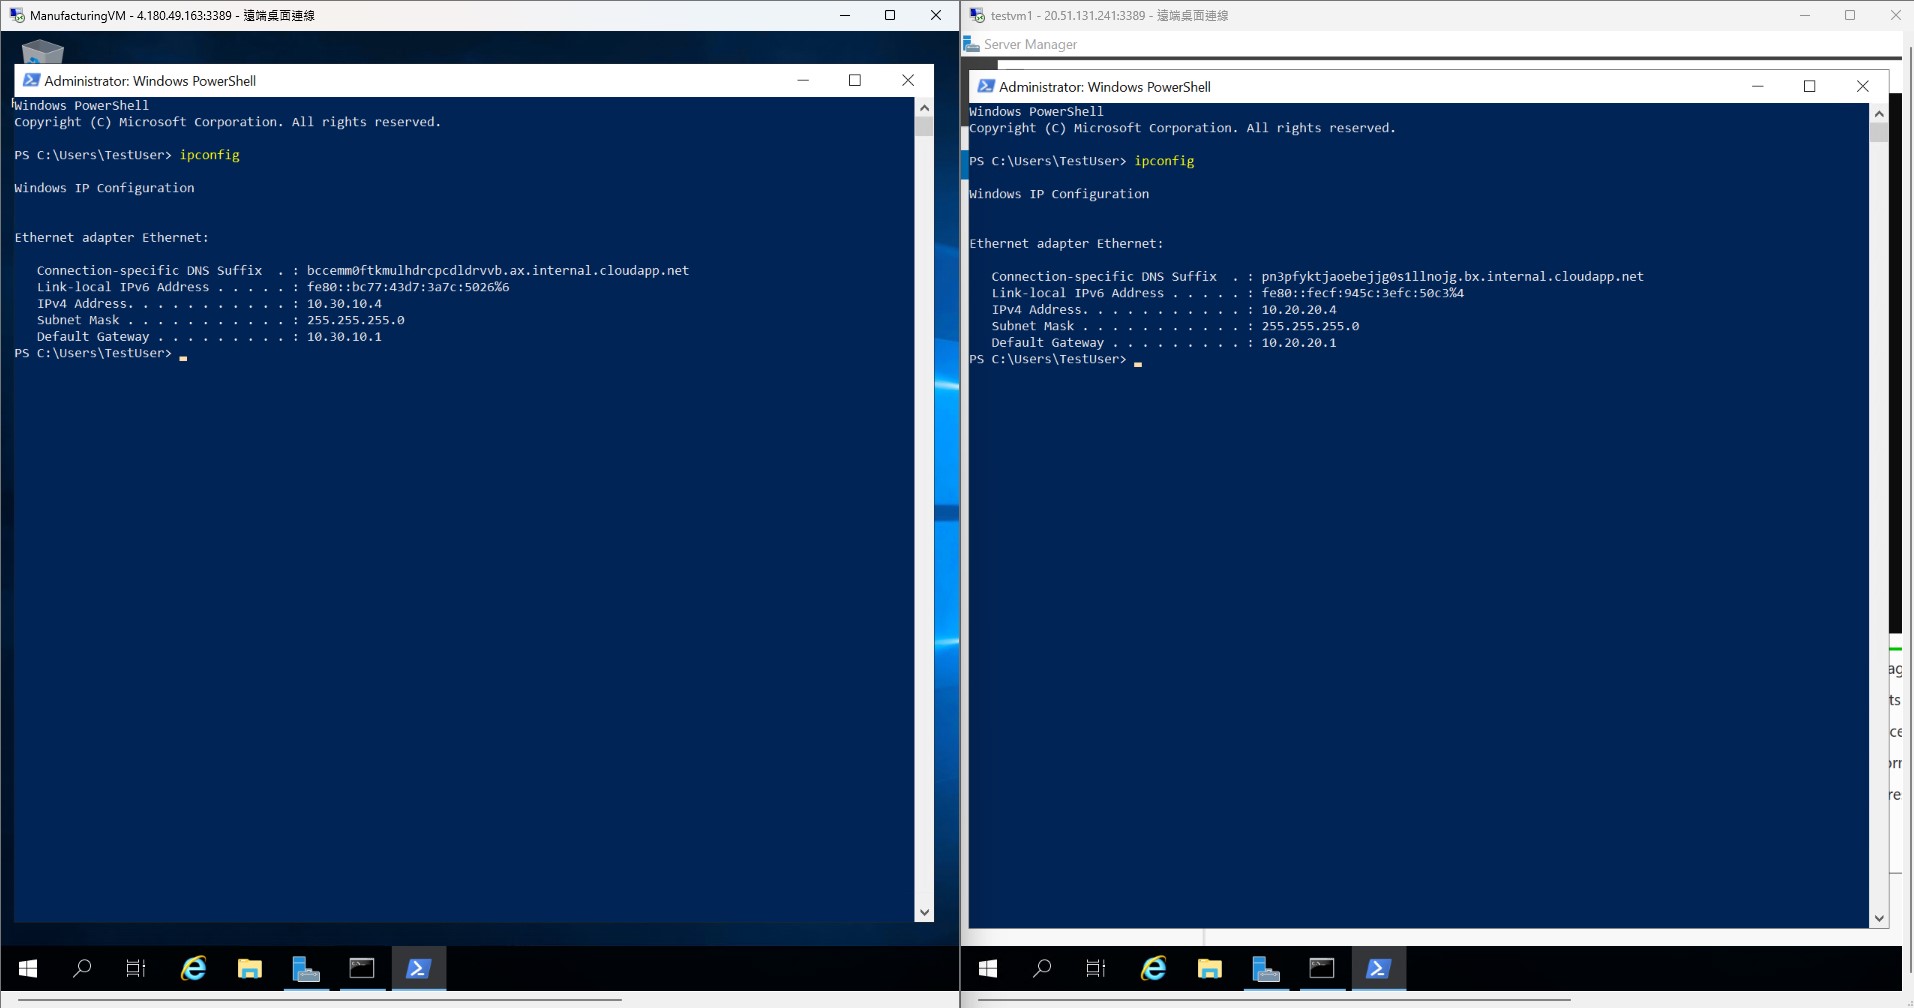 ManufacturingVM - 4.180.49.163:3389 - 遠端桌面連線
Administrator: Windows PowerShell
Windows PowerShell
Copyright (C) Microsoft Corporation. All rights reserved.
PS C:\Users\TestUser> ipconfig
Windows IP Configuration
Ethernet adapter Ethernet:
Connection-specific DNS Suffix  . : bccemm0ftkmulhdrcpcdldrvvb.ax.internal.cloudapp.net
Link-local IPv6 Address . . . . . : fe80::bc77:43d7:3a7c:5026%6
IPv4 Address. . . . . . . . . . . : 10.30.10.4
Subnet Mask . . . . . . . . . . . : 255.255.255.0
Default Gateway . . . . . . . . . : 10.30.10.1
PS C:\Users\TestUser>
testvm1 - 20.51.131.241:3389 - 遠端桌面連線
Server Manager
Administrator: Windows PowerShell
Windows PowerShell
Copyright (C) Microsoft Corporation. All rights reserved.
PS C:\Users\TestUser> ipconfig
Windows IP Configuration
Ethernet adapter Ethernet:
Connection-specific DNS Suffix  . : pn3pfyktjaoebejjg0s1llnojg.bx.internal.cloudapp.net
Link-local IPv6 Address . . . . . : fe80::fecf:945c:3efc:50c3%4
IPv4 Address. . . . . . . . . . . : 10.20.20.4
Subnet Mask . . . . . . . . . . . : 255.255.255.0
Default Gateway . . . . . . . . . : 10.20.20.1
PS C:\Users\TestUser>